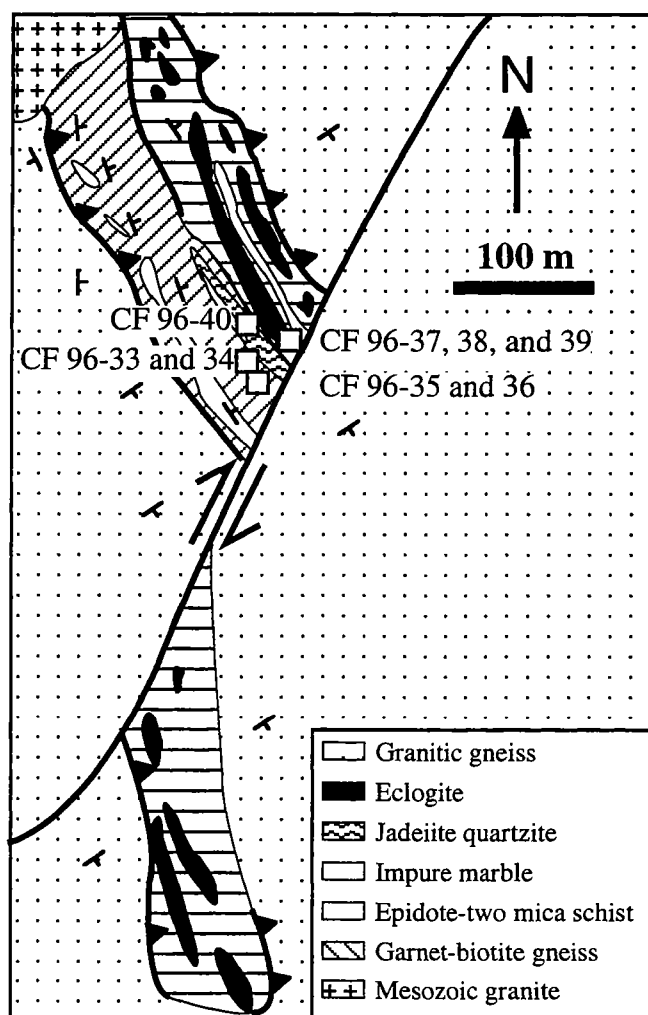 N
100 m
CF 96-40
CF 96-37, 38, and 39
CF 96-33 and 34
CF 96-35 and 36
Granitic gneiss
Eclogite
Jadeiite quartzite
Impure marble
Epidote-two mica schist
Garnet-biotite gneiss
Mesozoic granite